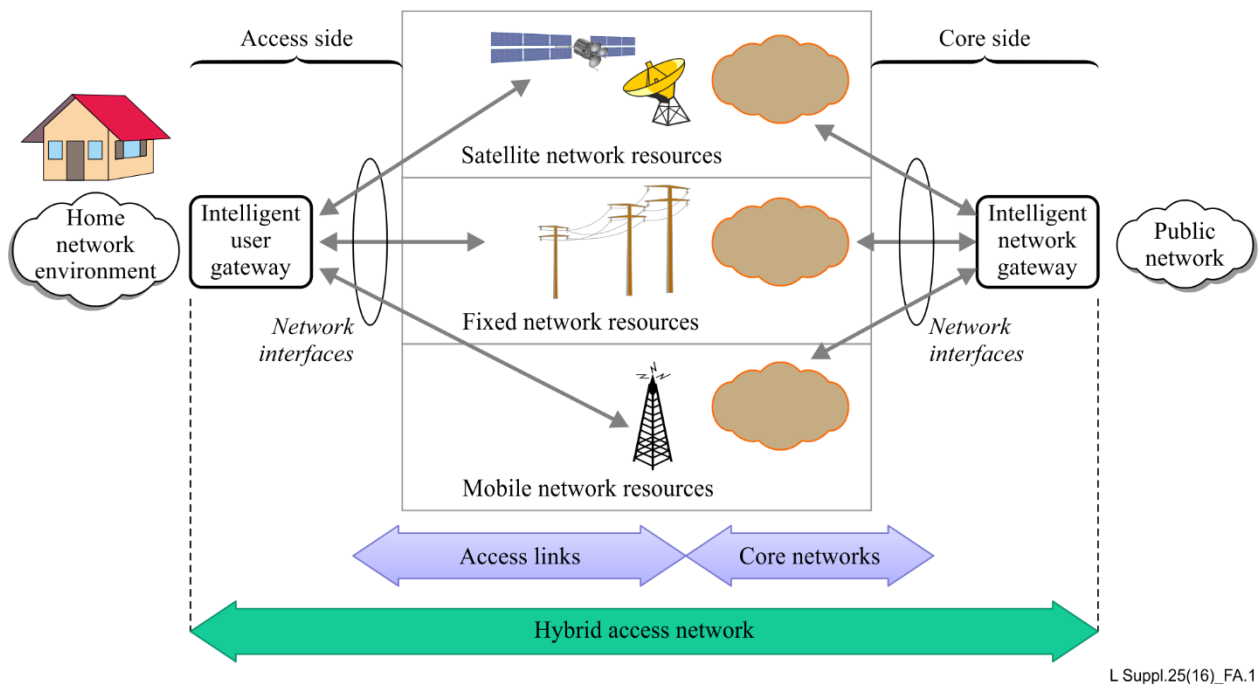 Access side
Core side
Satellite network resources
Home
network
environment
Intelligent
user
gateway
Intelligent
network
gateway
Public
network
Network
interfaces
Fixed network resources
Network
interfaces
Mobile network resources
Access links
Core networks
Hybrid access network
L Suppl.25(16)_FA.1